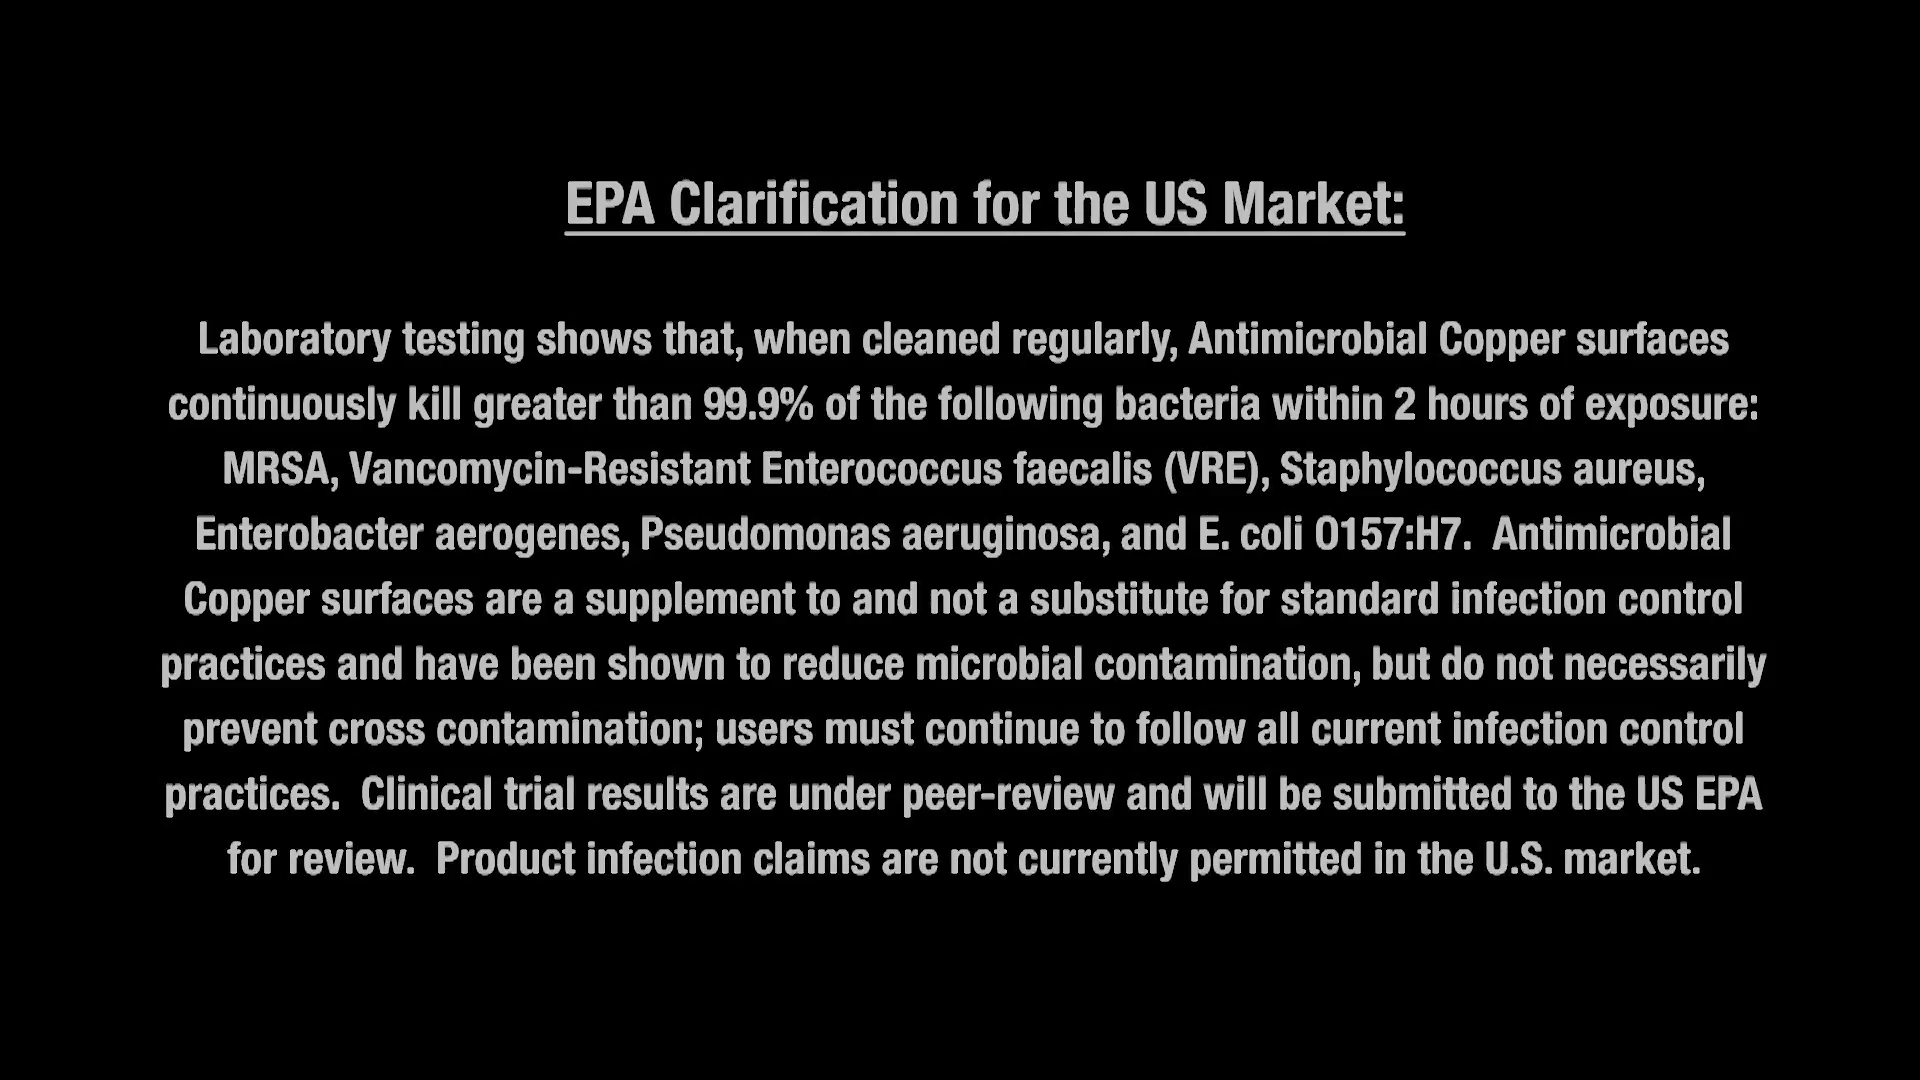 EPA Clarification for the US Market:
Laboratory testing shows that, when cleaned regularly, Antimicrobial Copper surfaces
continuously kill greater than 99.9% of the following bacteria within 2 hours of exposure:
MRSA, Vancomycin-Resistant Enterococcus faecalis (VRE), Staphylococcus aureus,
Enterobacter aerogenes, Pseudomonas aeruginosa, and E. coli O157:H7.  Antimicrobial
Copper surfaces are a supplement to and not a substitute for standard infection control
practices and have been shown to reduce microbial contamination, but do not necessarily
prevent cross contamination; users must continue to follow all current infection control
practices.  Clinical trial results are under peer-review and will be submitted to the US EPA
for review.  Product infection claims are not currently permitted in the U.S. market.